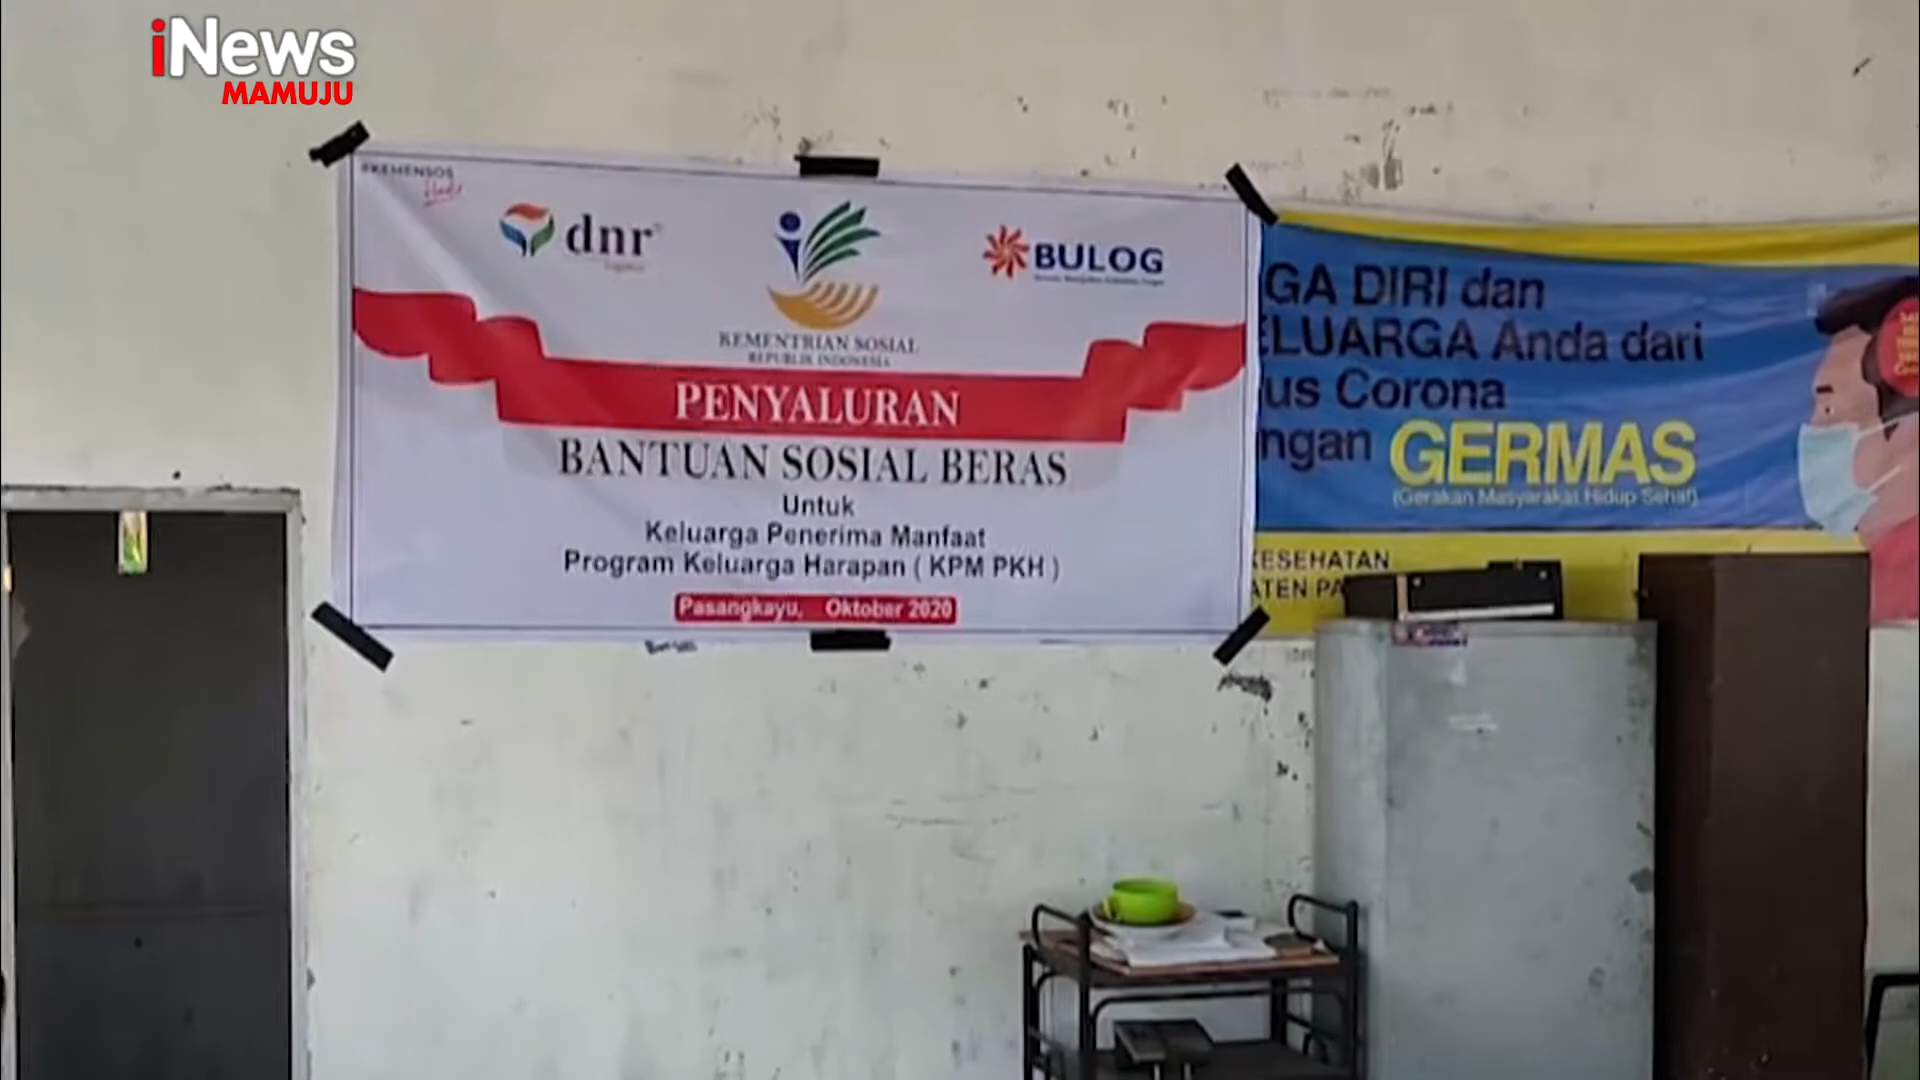 iNews
MAMUJU
#KEMENSOS
Hadir
dnr
BULOG
KEMENTRIAN SOSIAL
REPUBLIK INDONESIA
PENYALURAN
BANTUAN SOSIAL BERAS
Untuk
Keluarga Penerima Manfaat
Program Keluarga Harapan ( KPM PKH )
Pasangkayu, Oktober 2020
GA DIRI dan
ELUARGA Anda dari
us Corona
ngan GERMAS
(Gerakan Masyarakat Hidup Sehat)
KESEHATAN
ATEN PA